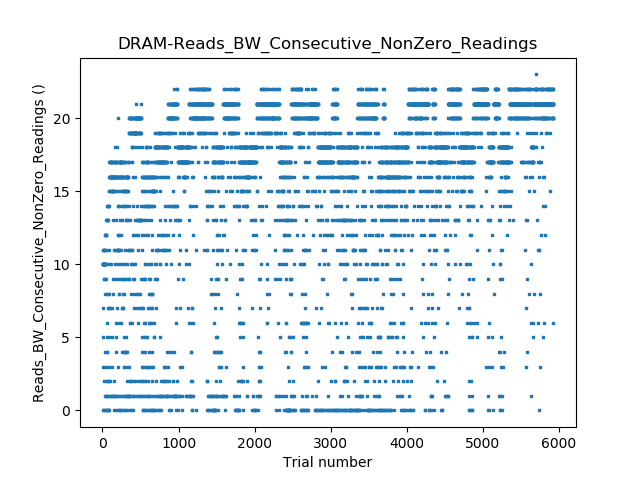 DRAM-Reads_BW_Consecutive_NonZero_Readings
Reads_BW_Consecutive_NonZero_Readings ()
20
15
10
5
0
0 1000 2000 3000 4000 5000 6000
Trial number